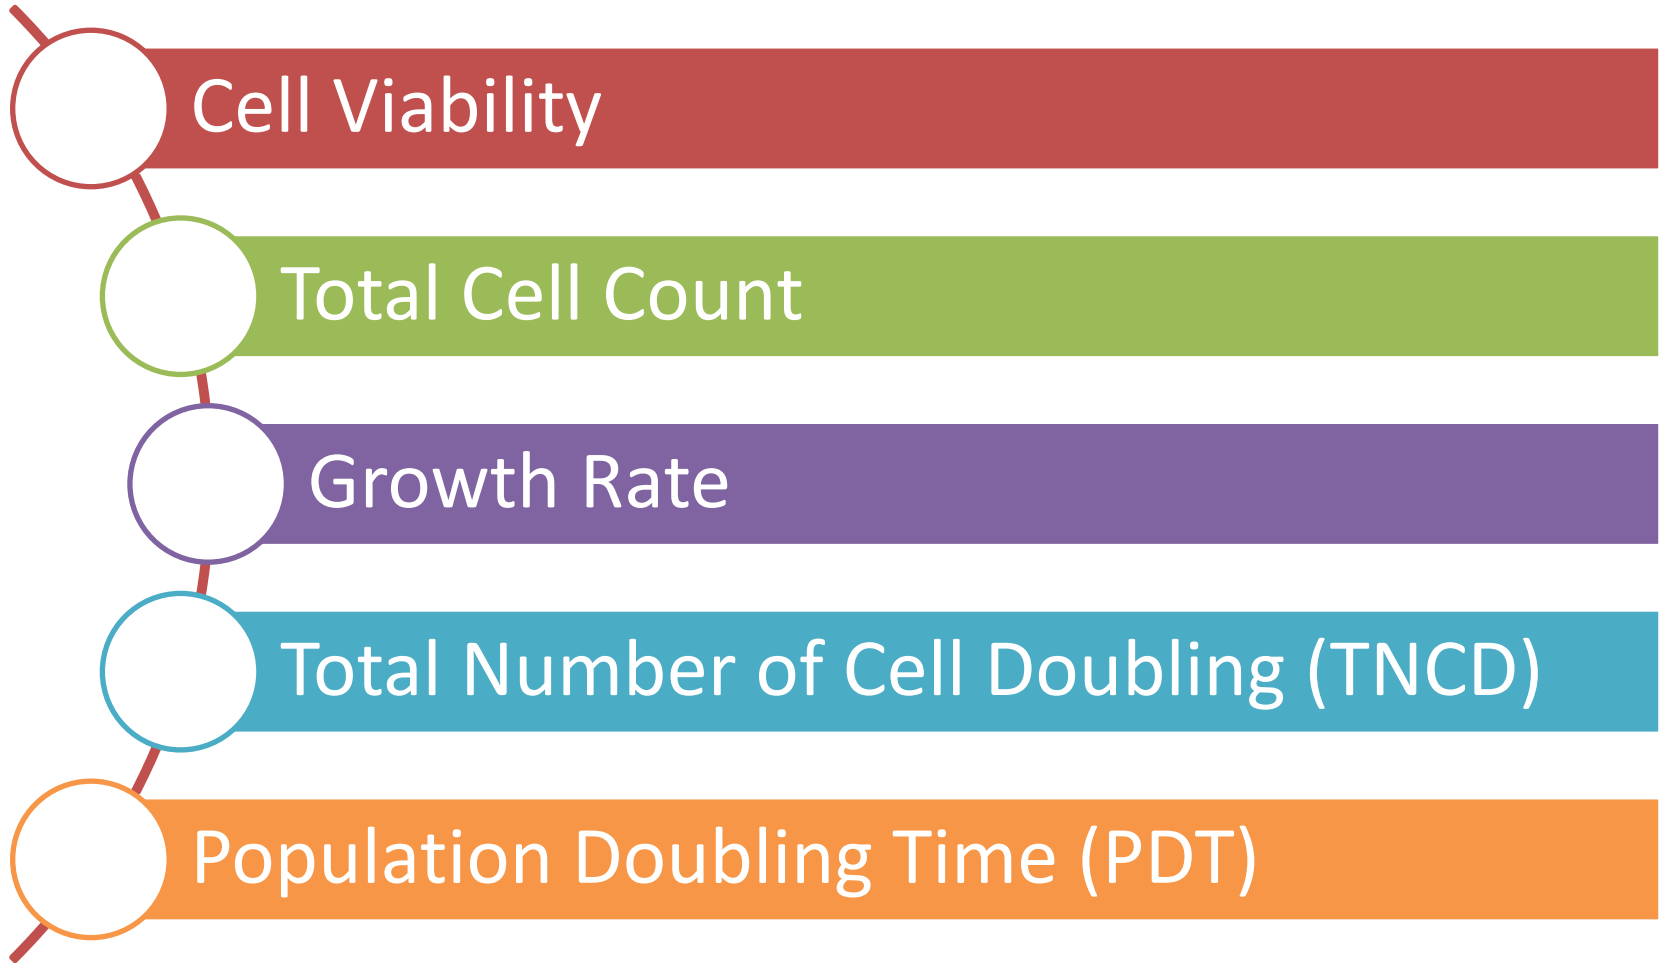 Cell Viability
Total Cell Count
Growth Rate
Total Number of Cell Doubling (TNCD)
Population Doubling Time (PDT)